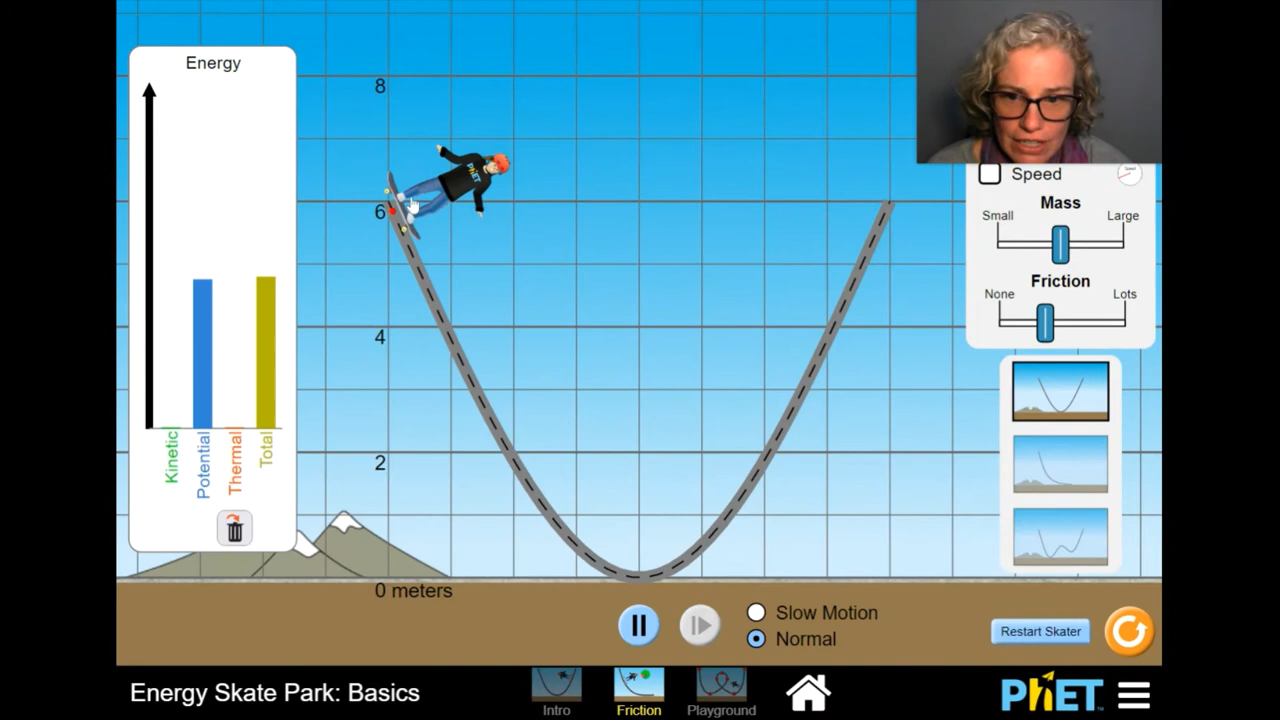 Energy
Kinetic
Potential
Thermal
Total
8
6
4
2
0 meters
PhET
Speed
Mass
Small
Large
Friction
None
Lots
Slow Motion
Normal
Restart Skater
Energy Skate Park: Basics
Intro
Friction
Playground
PhET